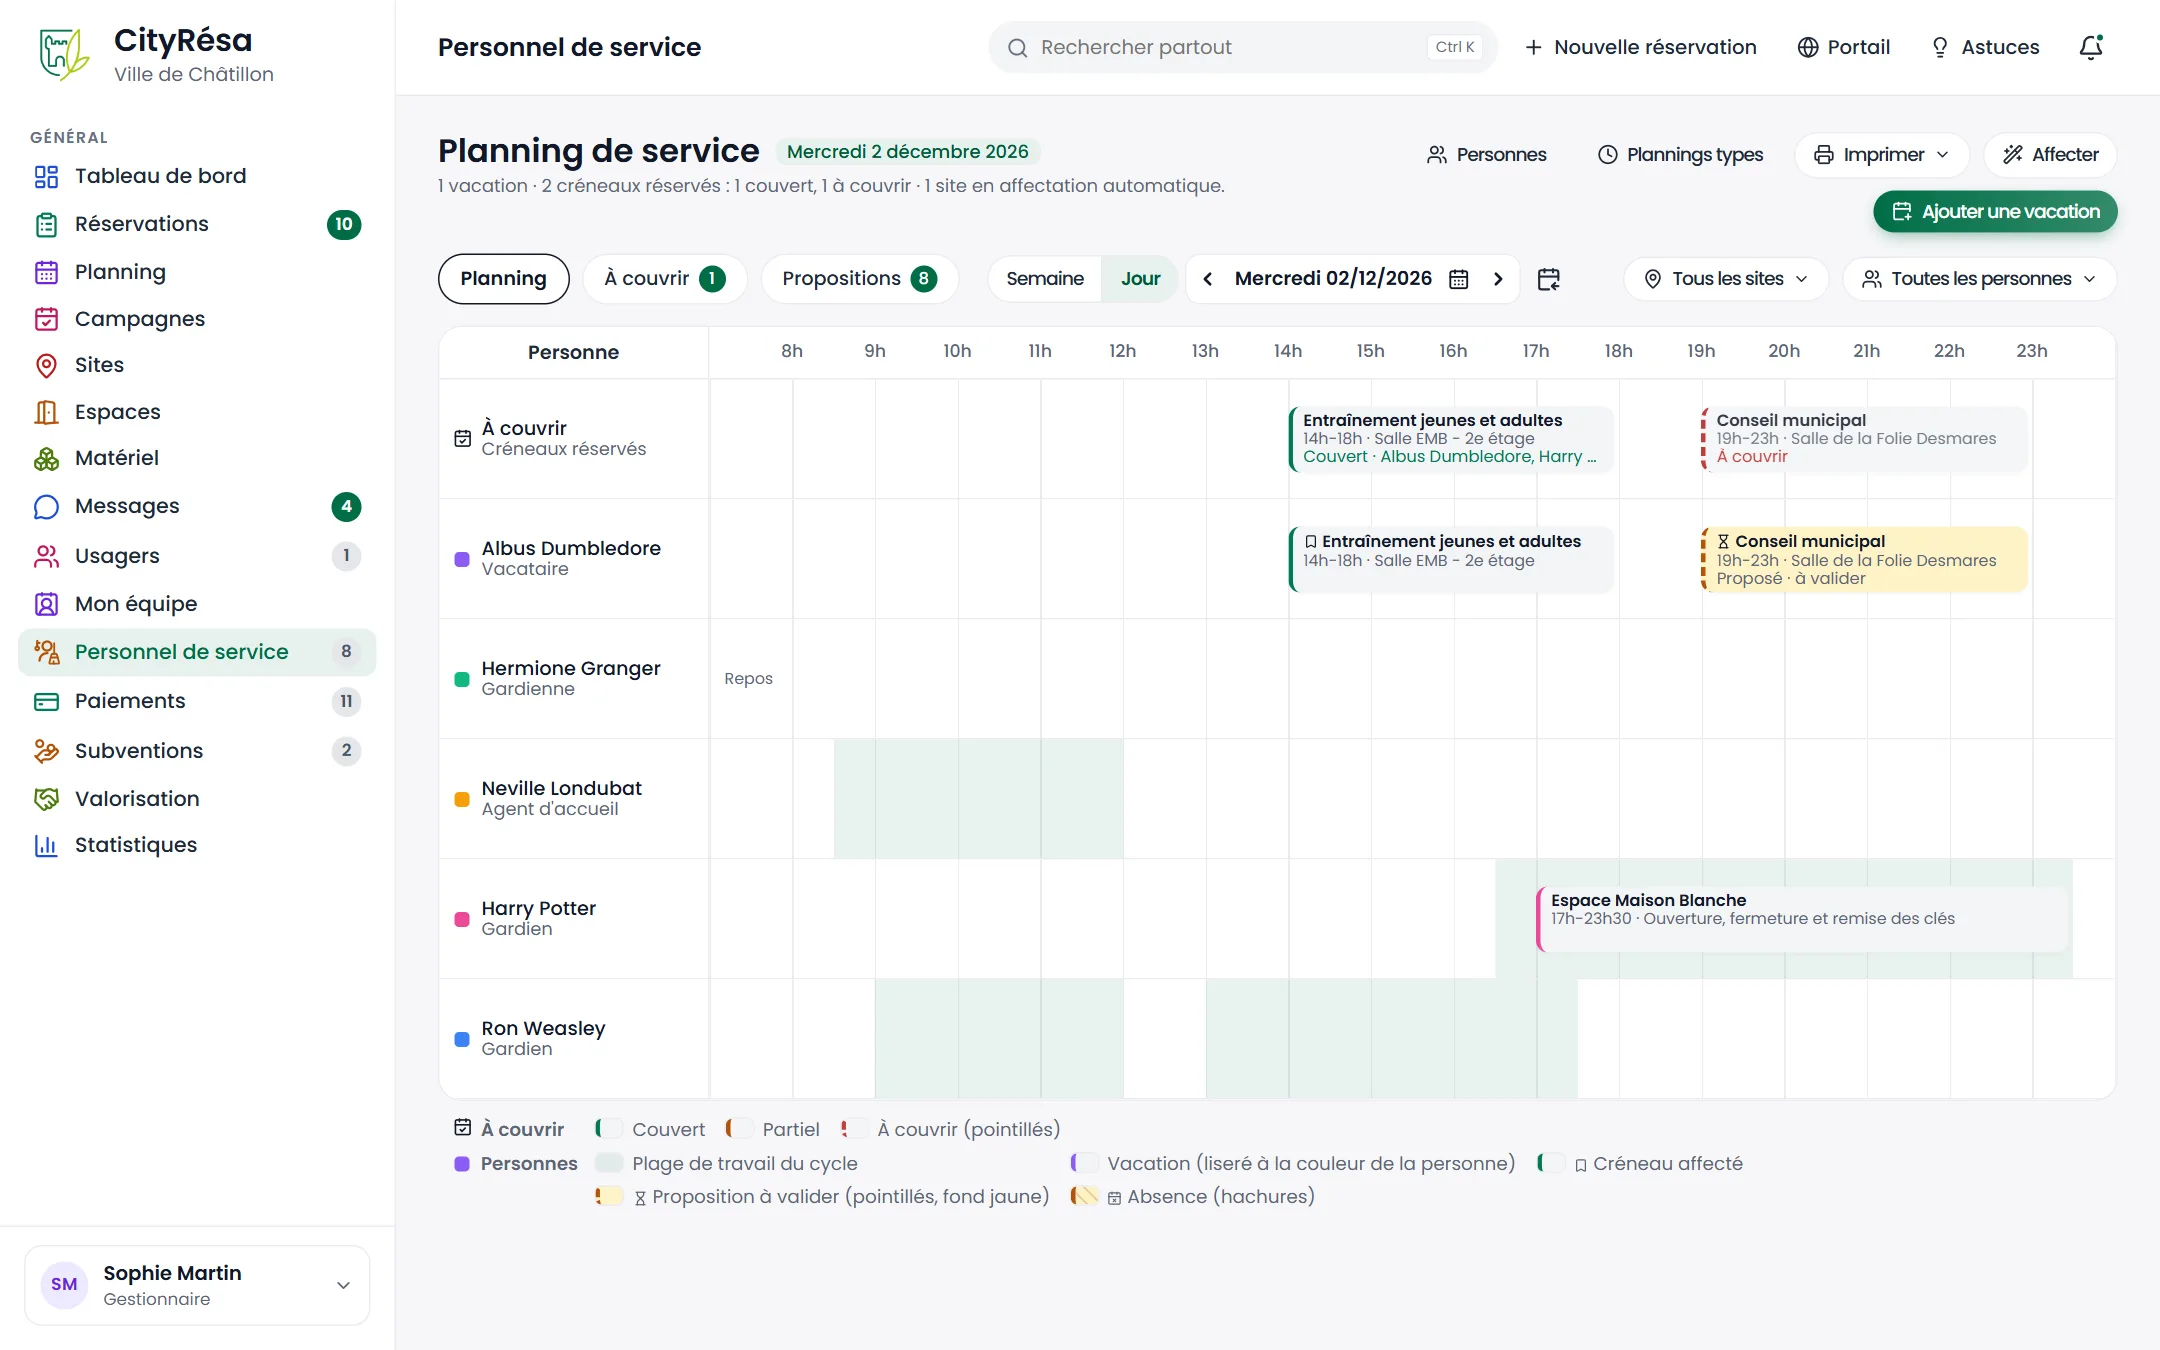 CityRésa
Ville de Châtillon
Personnel de service
Rechercher partout
Ctrl K
Nouvelle réservation
Portail
Astuces
GÉNÉRAL
Tableau de bord
Réservations 10
Planning
Campagnes
Sites
Espaces
Matériel
Messages 4
Usagers 1
Mon équipe
Personnel de service 8
Paiements 11
Subventions 2
Valorisation
Statistiques
SM
Sophie Martin
Gestionnaire
Planning de service
Mercredi 2 décembre 2026
1 vacation · 2 créneaux réservés : 1 couvert, 1 à couvrir · 1 site en affectation automatique.
Personnes
Plannings types
Imprimer
Affecter
Ajouter une vacation
Planning
À couvrir 1
Propositions 8
Semaine
Jour
Mercredi 02/12/2026
Tous les sites
Toutes les personnes
Personne 8h 9h 10h 11h 12h 13h 14h 15h 16h 17h 18h 19h 20h 21h 22h 23h
À couvrir
Créneaux réservés
Entraînement jeunes et adultes
14h-18h · Salle EMB - 2e étage
Couvert · Albus Dumbledore, Harry ...
Conseil municipal
19h-23h · Salle de la Folie Desmares
À couvrir
Albus Dumbledore
Vacataire
Entraînement jeunes et adultes
14h-18h · Salle EMB - 2e étage
Conseil municipal
19h-23h · Salle de la Folie Desmares
Proposé · à valider
Hermione Granger
Gardienne
Repos
Neville Londubat
Agent d'accueil
Harry Potter
Gardien
Espace Maison Blanche
17h-23h30 · Ouverture, fermeture et remise des clés
Ron Weasley
Gardien
À couvrir Couvert Partiel À couvrir (pointillés)
Personnes Plage de travail du cycle Vacation (liseré à la couleur de la personne) Créneau affecté
Proposition à valider (pointillés, fond jaune) Absence (hachures)